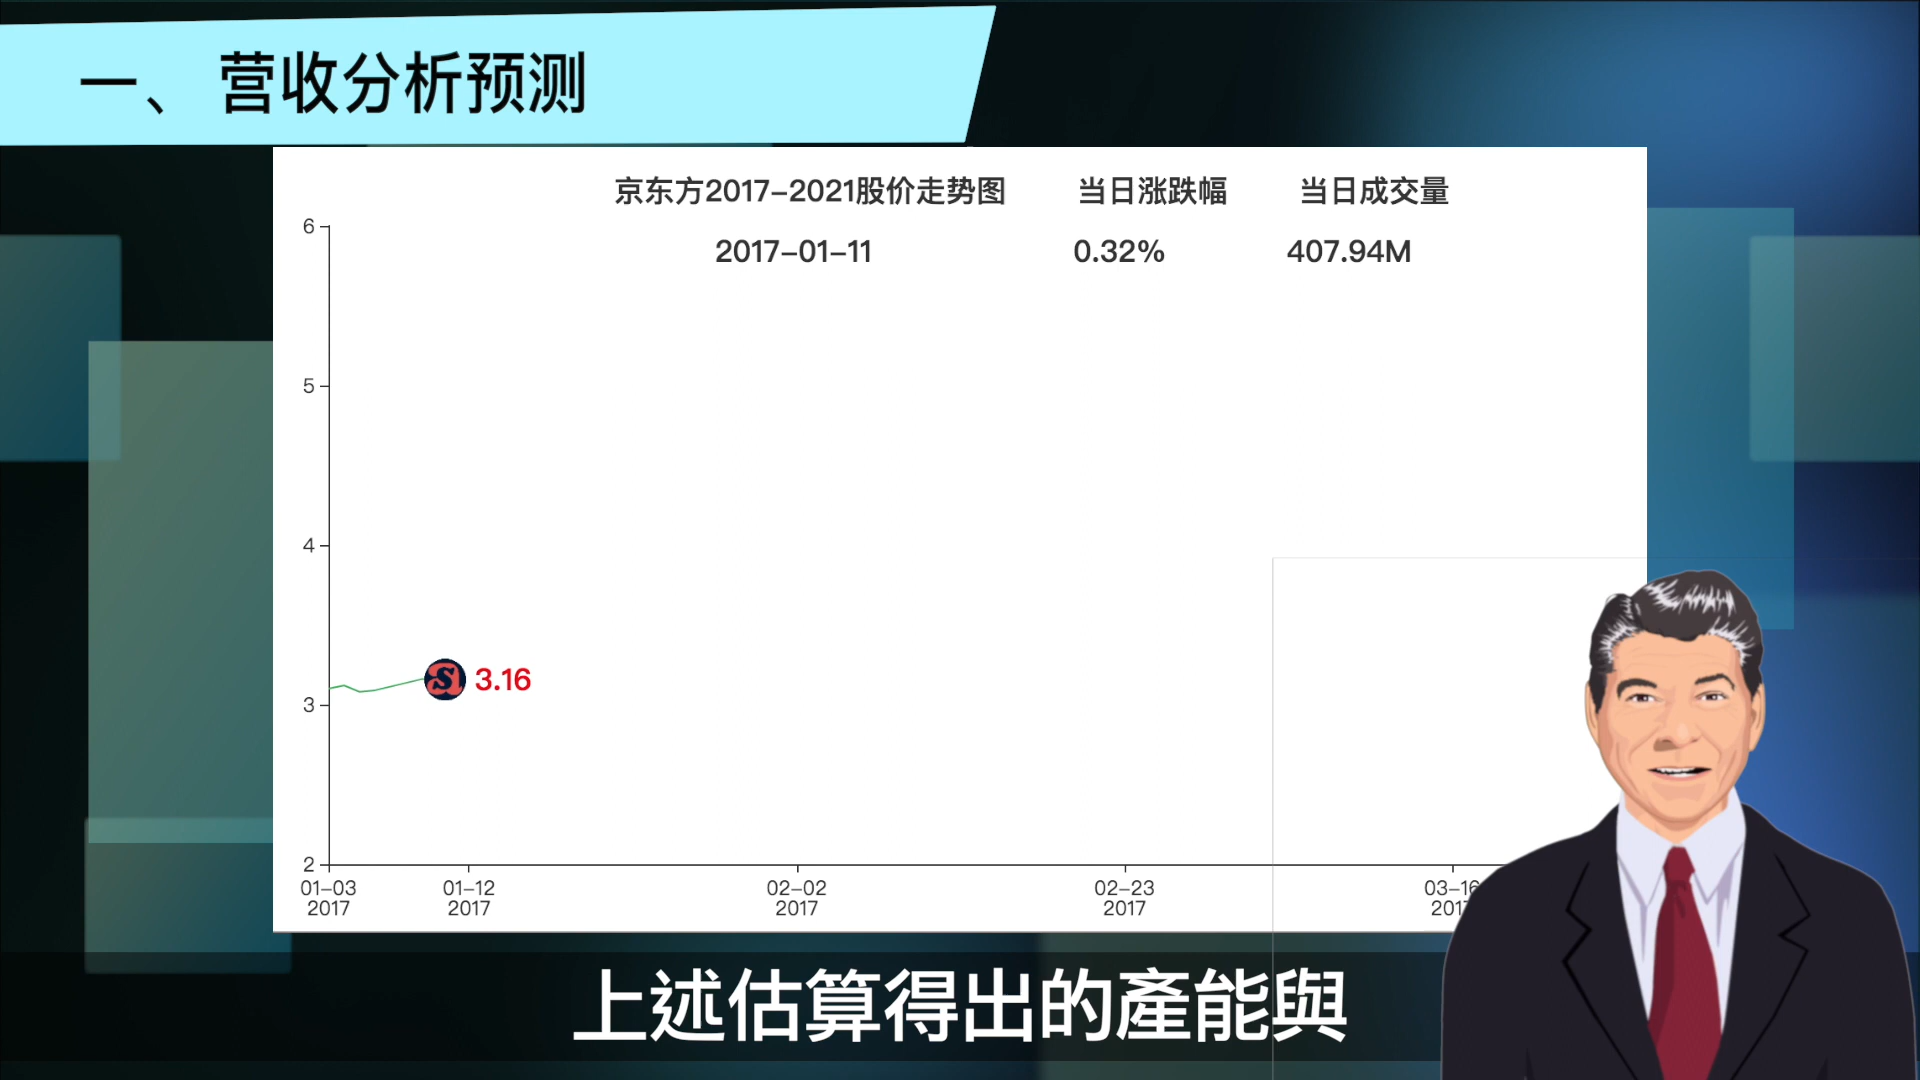 一、 营收分析预测
京东方2017-2021股价走势图 当日涨跌幅 当日成交量
2017-01-11 0.32% 407.94M
6
5
4
3.16
3
2
01-03 01-12 02-02 02-23 03-16
2017 2017 2017 2017 201
上述估算得出的產能與